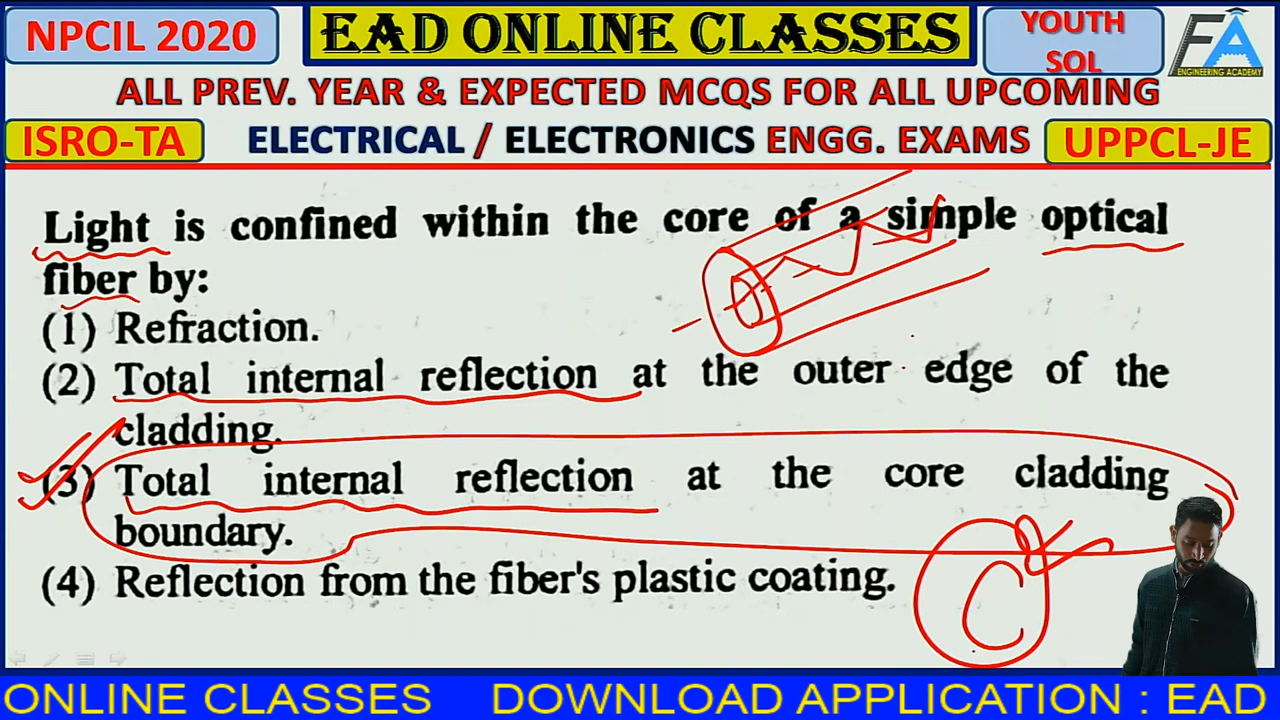 NPCIL 2020
EAD ONLINE CLASSES
YOUTH
SOL
EA
ENGINEERING ACADEMY
ALL PREV. YEAR & EXPECTED MCQS FOR ALL UPCOMING
ISRO-TA
ELECTRICAL / ELECTRONICS ENGG. EXAMS
UPPCL-JE
Light is confined within the core of a simple optical
fiber by:
(1) Refraction.
(2) Total internal reflection at the outer edge of the
cladding.
(3) Total internal reflection at the core cladding
boundary.
(4) Reflection from the fiber's plastic coating.
C
ONLINE CLASSES DOWNLOAD APPLICATION : EAD